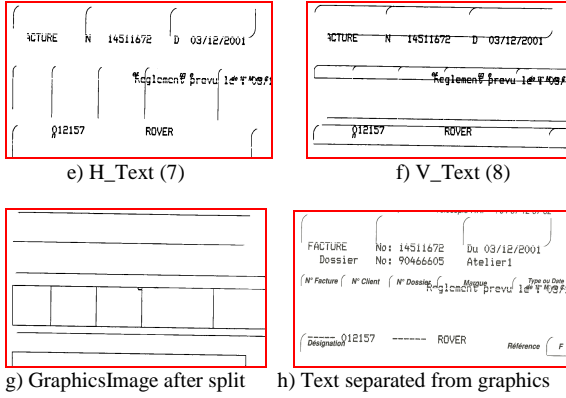 ACTURE N 14511672 D 03/12/2001
Reglement prevu le
012157 ROVER
e) H_Text (7)
ACTURE N 14511672 D 03/12/2001
Reglement prevu le
012157 ROVER
f) V_Text (8)
g) GraphicsImage after split
FACTURE No: 14511672 Du 03/12/2001
Dossier No: 90466605 Atelier1
N° Facture N° Client N° Dossier Marque Type ou Date
Reglement prevu le
------ 012157 ------ ROVER
Désignation Référence F
h) Text separated from graphics